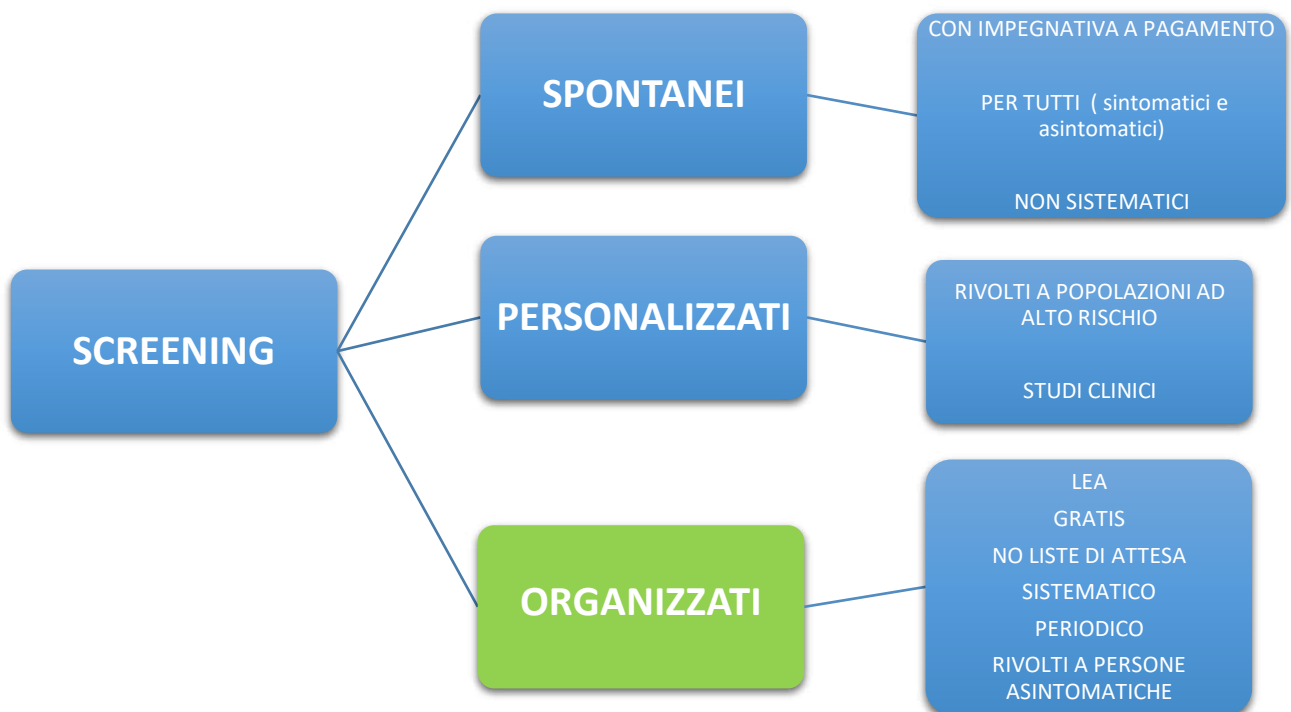 SCREENING
SPONTANEI
CON IMPEGNATIVA A PAGAMENTO
PER TUTTI ( sintomatici e
asintomatici)
NON SISTEMATICI
PERSONALIZZATI
RIVOLTI A POPOLAZIONI AD
ALTO RISCHIO
STUDI CLINICI
ORGANIZZATI
LEA
GRATIS
NO LISTE DI ATTESA
SISTEMATICO
PERIODICO
RIVOLTI A PERSONE
ASINTOMATICHE